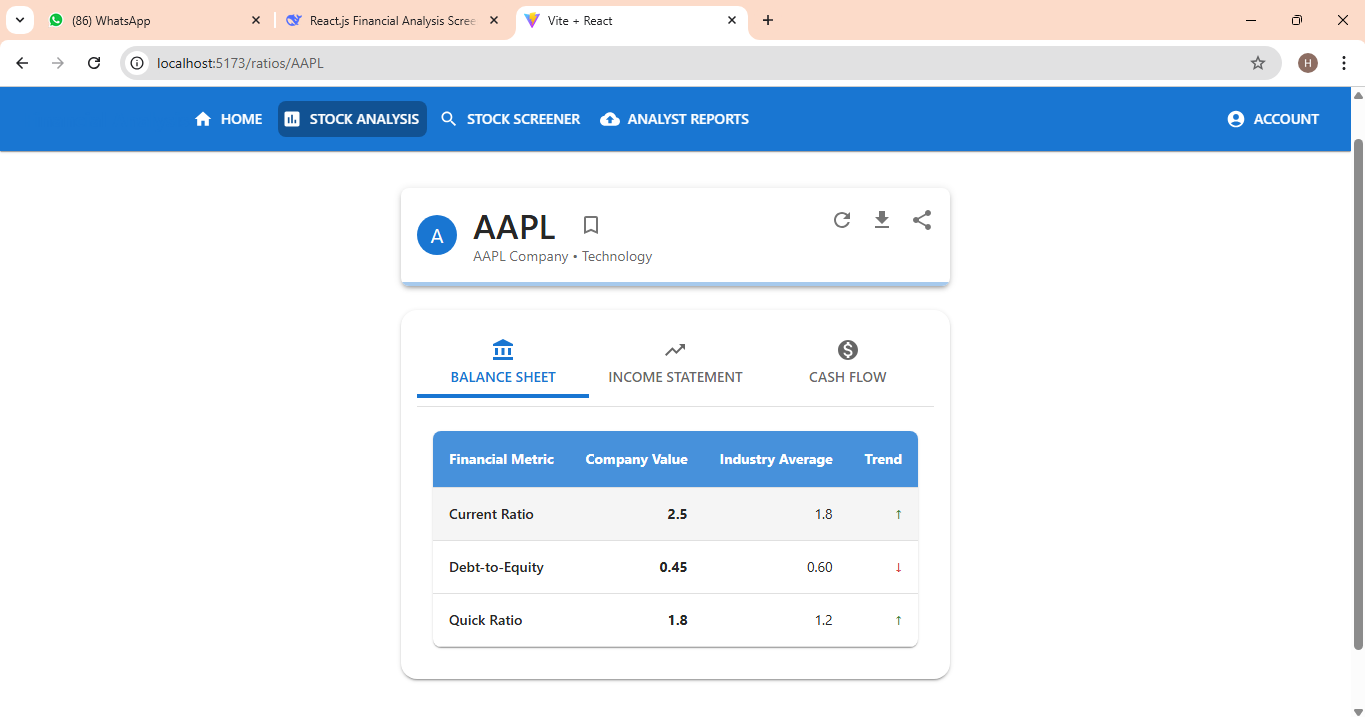 (86) WhatsApp
React.js Financial Analysis Scree
Vite + React
localhost:5173/ratios/AAPL
H
HOME
STOCK ANALYSIS
STOCK SCREENER
ANALYST REPORTS
ACCOUNT
A
AAPL
AAPL Company • Technology
BALANCE SHEET
INCOME STATEMENT
CASH FLOW
Financial Metric Company Value Industry Average Trend
Current Ratio 2.5 1.8 ↑
Debt-to-Equity 0.45 0.60 ↓
Quick Ratio 1.8 1.2 ↑